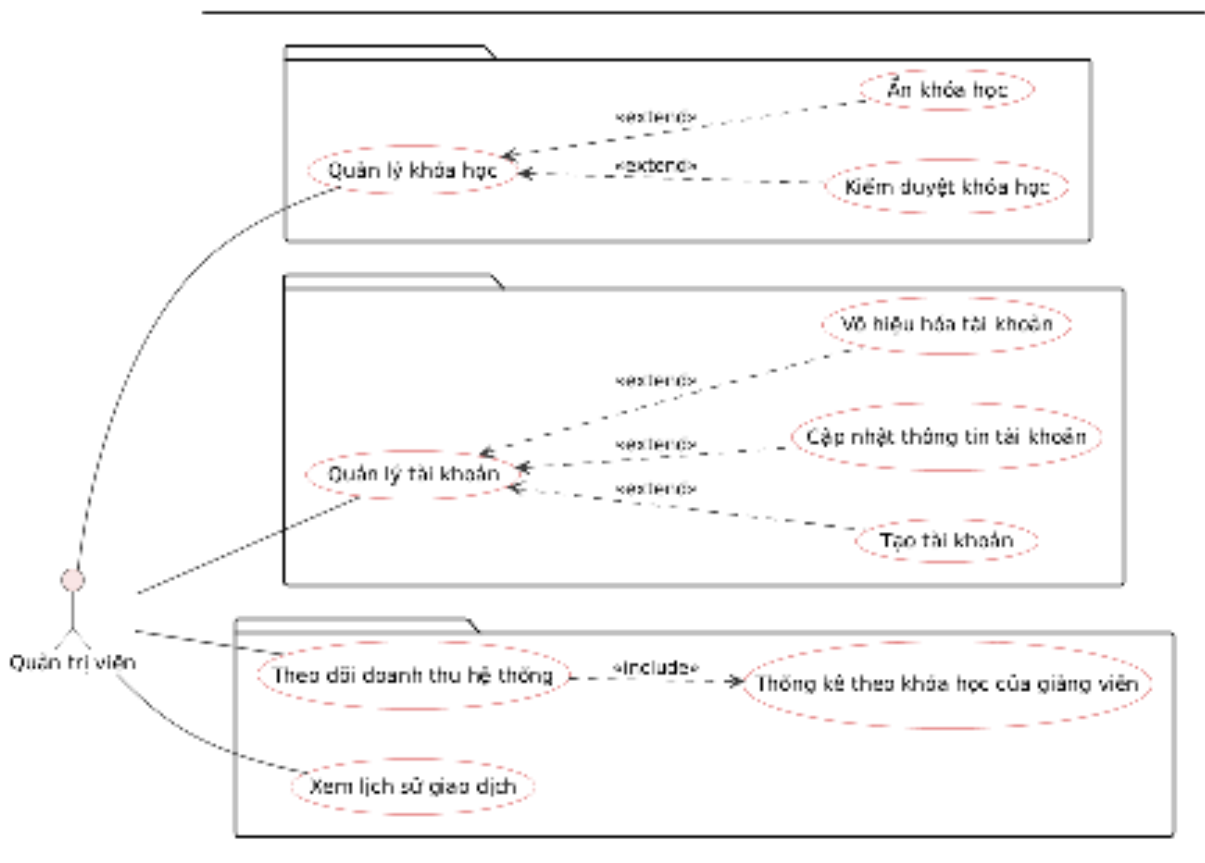 Ẩn khóa học
«extend»
«extend»
Quản lý khóa học
Kiểm duyệt khóa học
Vô hiệu hóa tài khoản
«extend»
Cập nhật thông tin tài khoản
«extend»
Quản lý tài khoản
«extend»
Tạo tài khoản
Quản trị viên
Theo dõi doanh thu hệ thống
«include»
Thống kê theo khóa học của giảng viên
Xem lịch sử giao dịch